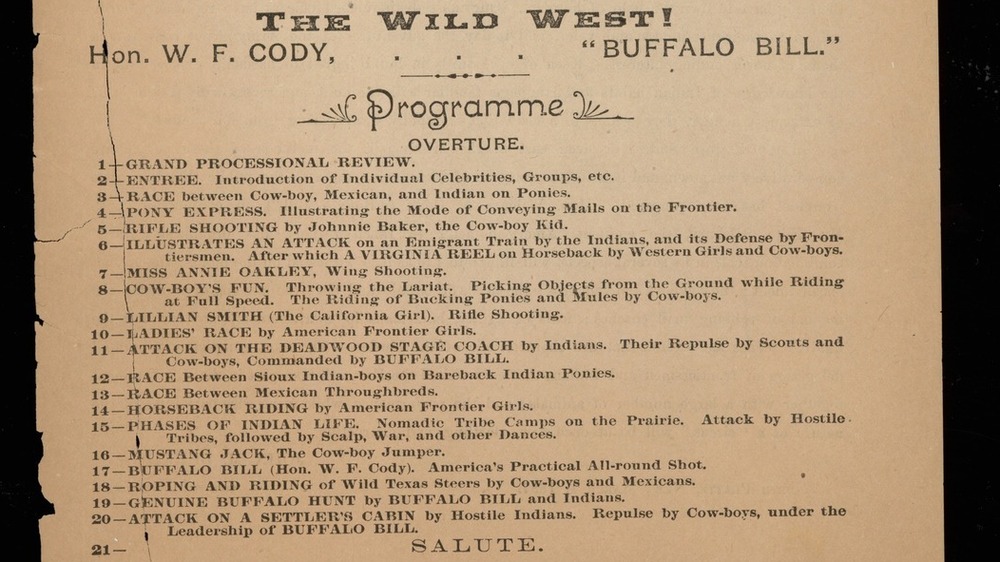 THE WILD WEST!
Hon. W. F. CODY, . . . "BUFFALO BILL."
Programme
OVERTURE.
1—GRAND PROCESSIONAL REVIEW.
2—ENTREE. Introduction of Individual Celebrities, Groups, etc.
3—RACE between Cow-boy, Mexican, and Indian on Ponies.
4—PONY EXPRESS. Illustrating the Mode of Conveying Mails on the Frontier.
5—RIFLE SHOOTING by Johnnie Baker, the Cow-boy Kid.
6—ILLUSTRATES AN ATTACK on an Emigrant Train by the Indians, and its Defense by Fron-
tiersmen. After which A VIRGINIA REEL on Horseback by Western Girls and Cow-boys.
7—MISS ANNIE OAKLEY, Wing Shooting.
8—COW-BOY'S FUN. Throwing the Lariat. Picking Objects from the Ground while Riding
at Full Speed. The Riding of Bucking Ponies and Mules by Cow-boys.
9—LILLIAN SMITH (The California Girl). Rifle Shooting.
10—LADIES' RACE by American Frontier Girls.
11—ATTACK ON THE DEADWOOD STAGE COACH by Indians. Their Repulse by Scouts and
Cow-boys, Commanded by BUFFALO BILL.
12—RACE Between Sioux Indian-boys on Bareback Indian Ponies.
13—RACE Between Mexican Throughbreds.
14—HORSEBACK RIDING by American Frontier Girls.
15—PHASES OF INDIAN LIFE. Nomadic Tribe Camps on the Prairie. Attack by Hostile
Tribes, followed by Scalp, War, and other Dances.
16—MUSTANG JACK, The Cow-boy Jumper.
17—BUFFALO BILL (Hon. W. F. Cody). America's Practical All-round Shot.
18—ROPING AND RIDING of Wild Texas Steers by Cow-boys and Mexicans.
19—GENUINE BUFFALO HUNT by BUFFALO BILL and Indians.
20—ATTACK ON A SETTLER'S CABIN by Hostile Indians. Repulse by Cow-boys, under the
Leadership of BUFFALO BILL.
21— SALUTE.